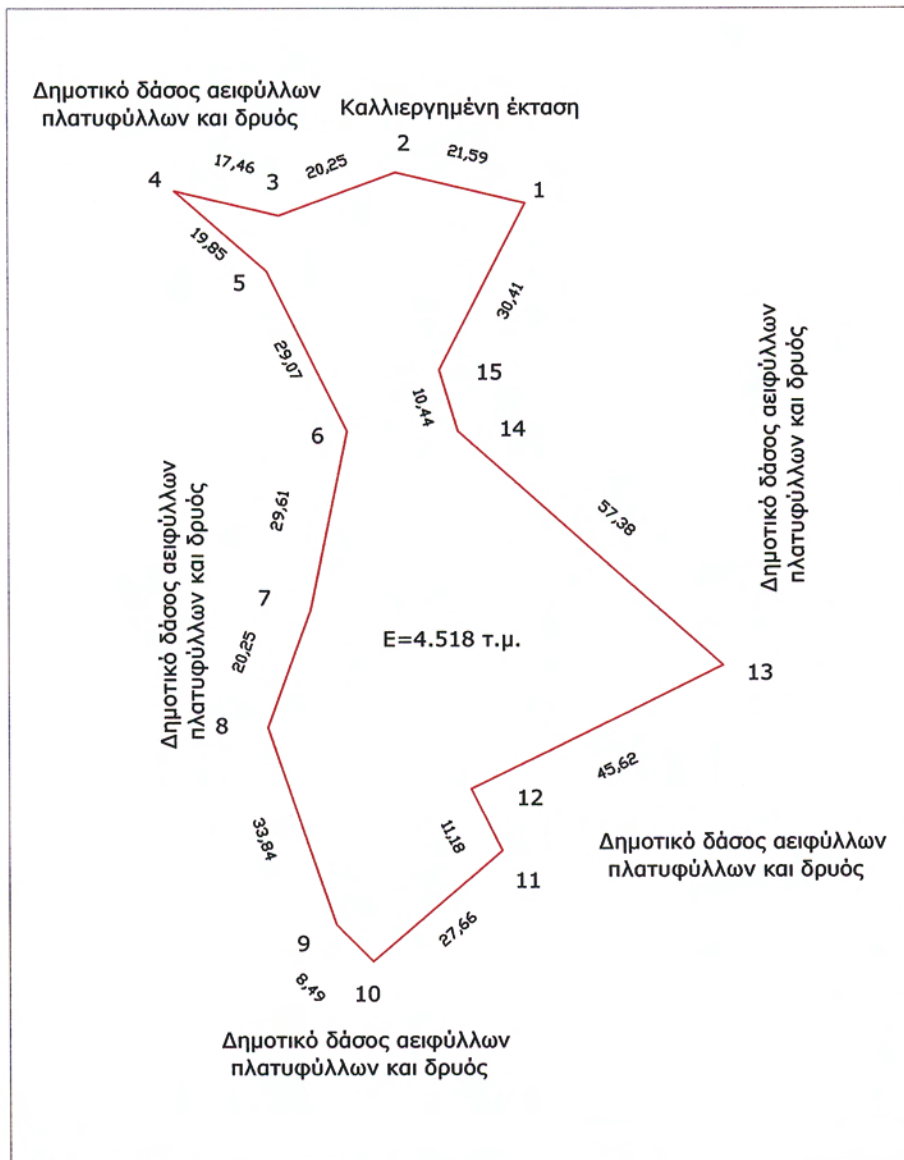 Δημοτικό δάσος αειφύλλων
πλατυφύλλων και δρυός
Καλλιεργημένη έκταση
2
21,59
20,25
17,46
3
4
1
19,85
5
30,41
29,07
15
10,44
14
6
Δημοτικό δάσος αειφύλλων
πλατυφύλλων και δρυός
29,61
57,38
Δημοτικό δάσος αειφύλλων
πλατυφύλλων και δρυός
7
20,25
Ε=4.518 τ.μ.
13
8
45,62
12
33,84
11,18
Δημοτικό δάσος αειφύλλων
πλατυφύλλων και δρυός
11
27,66
9
8,49
10
Δημοτικό δάσος αειφύλλων
πλατυφύλλων και δρυός